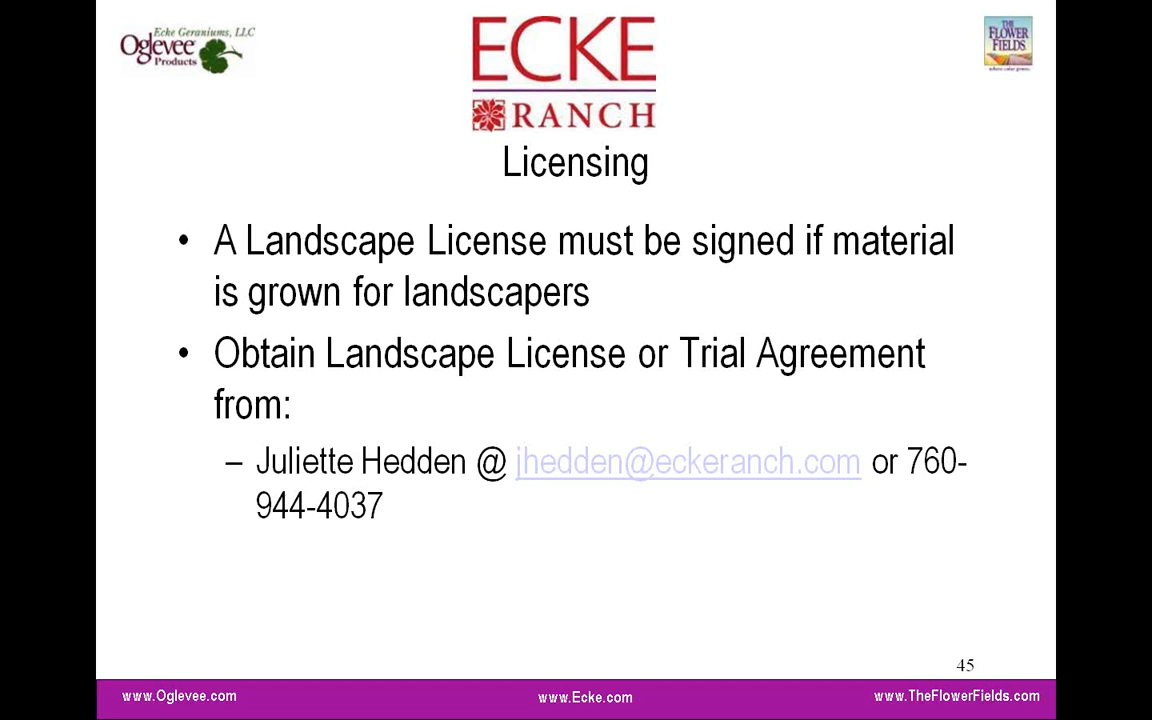 Ecke Geraniums, LLC
Oglevee
Products
ECKE
RANCH
THE
FLOWER
FIELDS
Licensing
• A Landscape License must be signed if material
is grown for landscapers
• Obtain Landscape License or Trial Agreement
from:
– Juliette Hedden @ jhedden@eckeranch.com or 760-
944-4037
45
www.Oglevee.com
www.Ecke.com
www.TheFlowerFields.com